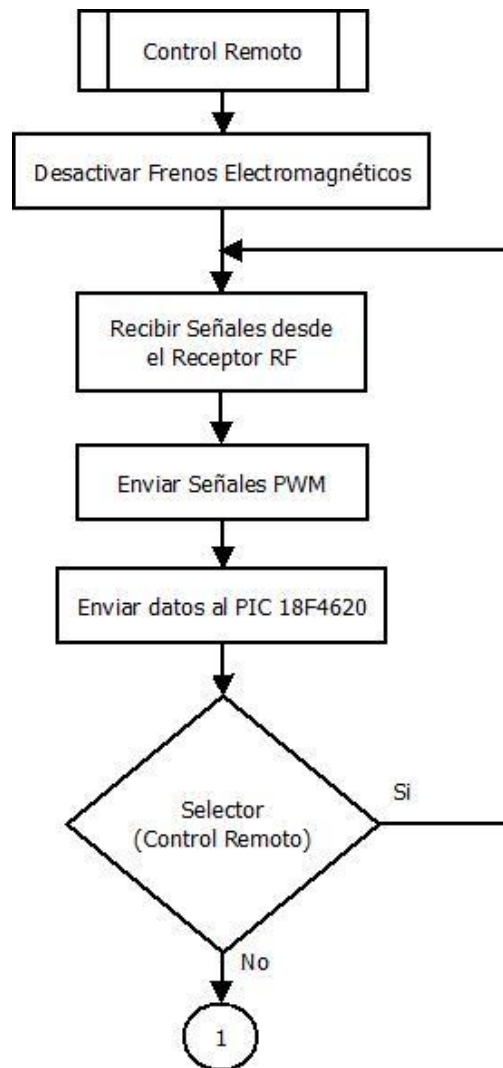 Control Remoto
Desactivar Frenos Electromagnéticos
Recibir Señales desde
el Receptor RF
Enviar Señales PWM
Enviar datos al PIC 18F4620
Selector
(Control Remoto)
Si
No
1